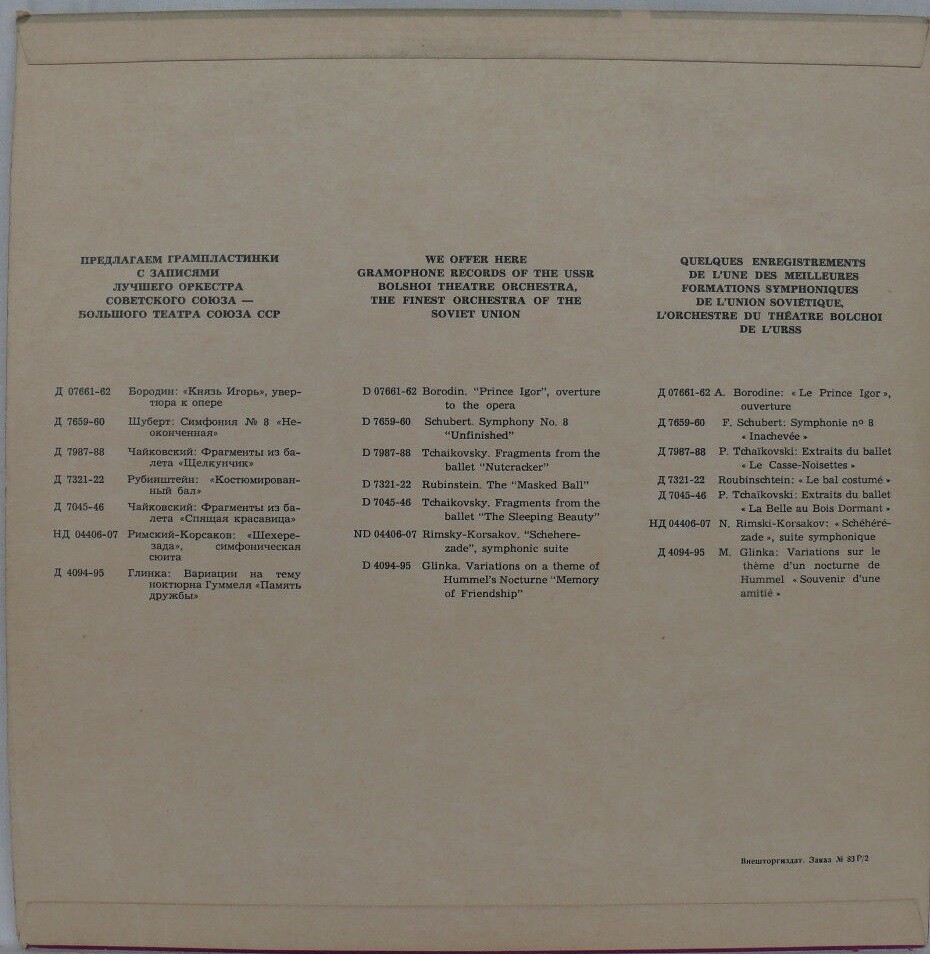 ПРЕДЛАГАЕМ ГРАМПЛАСТИНКИ
С ЗАПИСЯМИ
ЛУЧШЕГО ОРКЕСТРА
СОВЕТСКОГО СОЮЗА —
БОЛЬШОГО ТЕАТРА СОЮЗА ССР
Д 07661-62 Бородин: «Князь Игорь», увер-
тюра к опере
Д 7659-60 Шуберт: Симфония № 8 «Не-
оконченная»
Д 7987-88 Чайковский: Фрагменты из ба-
лета «Щелкунчик»
Д 7321-22 Рубинштейн: «Костюмирован-
ный бал»
Д 7045-46 Чайковский: Фрагменты из ба-
лета «Спящая красавица»
НД 04406-07 Римский-Корсаков: «Шехере-
зада», симфоническая
сюита
Д 4094-95 Глинка: Вариации на тему
ноктюрна Гуммеля «Память
дружбы»
WE OFFER HERE
GRAMOPHONE RECORDS OF THE USSR
BOLSHOI THEATRE ORCHESTRA,
THE FINEST ORCHESTRA OF THE
SOVIET UNION
D 07661-62 Borodin. "Prince Igor", overture
to the opera
D 7659-60 Schubert. Symphony No. 8
"Unfinished"
D 7987-88 Tchaikovsky. Fragments from the
ballet "Nutcracker"
D 7321-22 Rubinstein. The "Masked Ball"
D 7045-46 Tchaikovsky. Fragments from the
ballet "The Sleeping Beauty"
ND 04406-07 Rimsky-Korsakov. "Schehere-
zade", symphonic suite
D 4094-95 Glinka. Variations on a theme of
Hummel's Nocturne "Memory
of Friendship"
QUELQUES ENREGISTREMENTS
DE L'UNE DES MEILLEURES
FORMATIONS SYMPHONIQUES
DE L'UNION SOVIÉTIQUE,
L'ORCHESTRE DU THÉATRE BOLCHOI
DE L'URSS
Д 07661-62 A. Borodine: « Le Prince Igor »,
ouverture
Д 7659-60 F. Schubert: Symphonie nº 8
« Inachevée »
Д 7987-88 P. Tchaïkovski: Extraits du ballet
« Le Casse-Noisettes »
Д 7321-22 Roubinschtein: « Le bal costumé »
Д 7045-46 P. Tchaïkovski: Extraits du ballet
« La Belle au Bois Dormant »
НД 04406-07 N. Rimski-Korsakov: « Schéhéré-
zade », suite symphonique
Д 4094-95 M. Glinka: Variations sur le
thème d'un nocturne de
Hummel « Souvenir d'une
amitié »
Внешторгиздат. Заказ № 83 Р/2